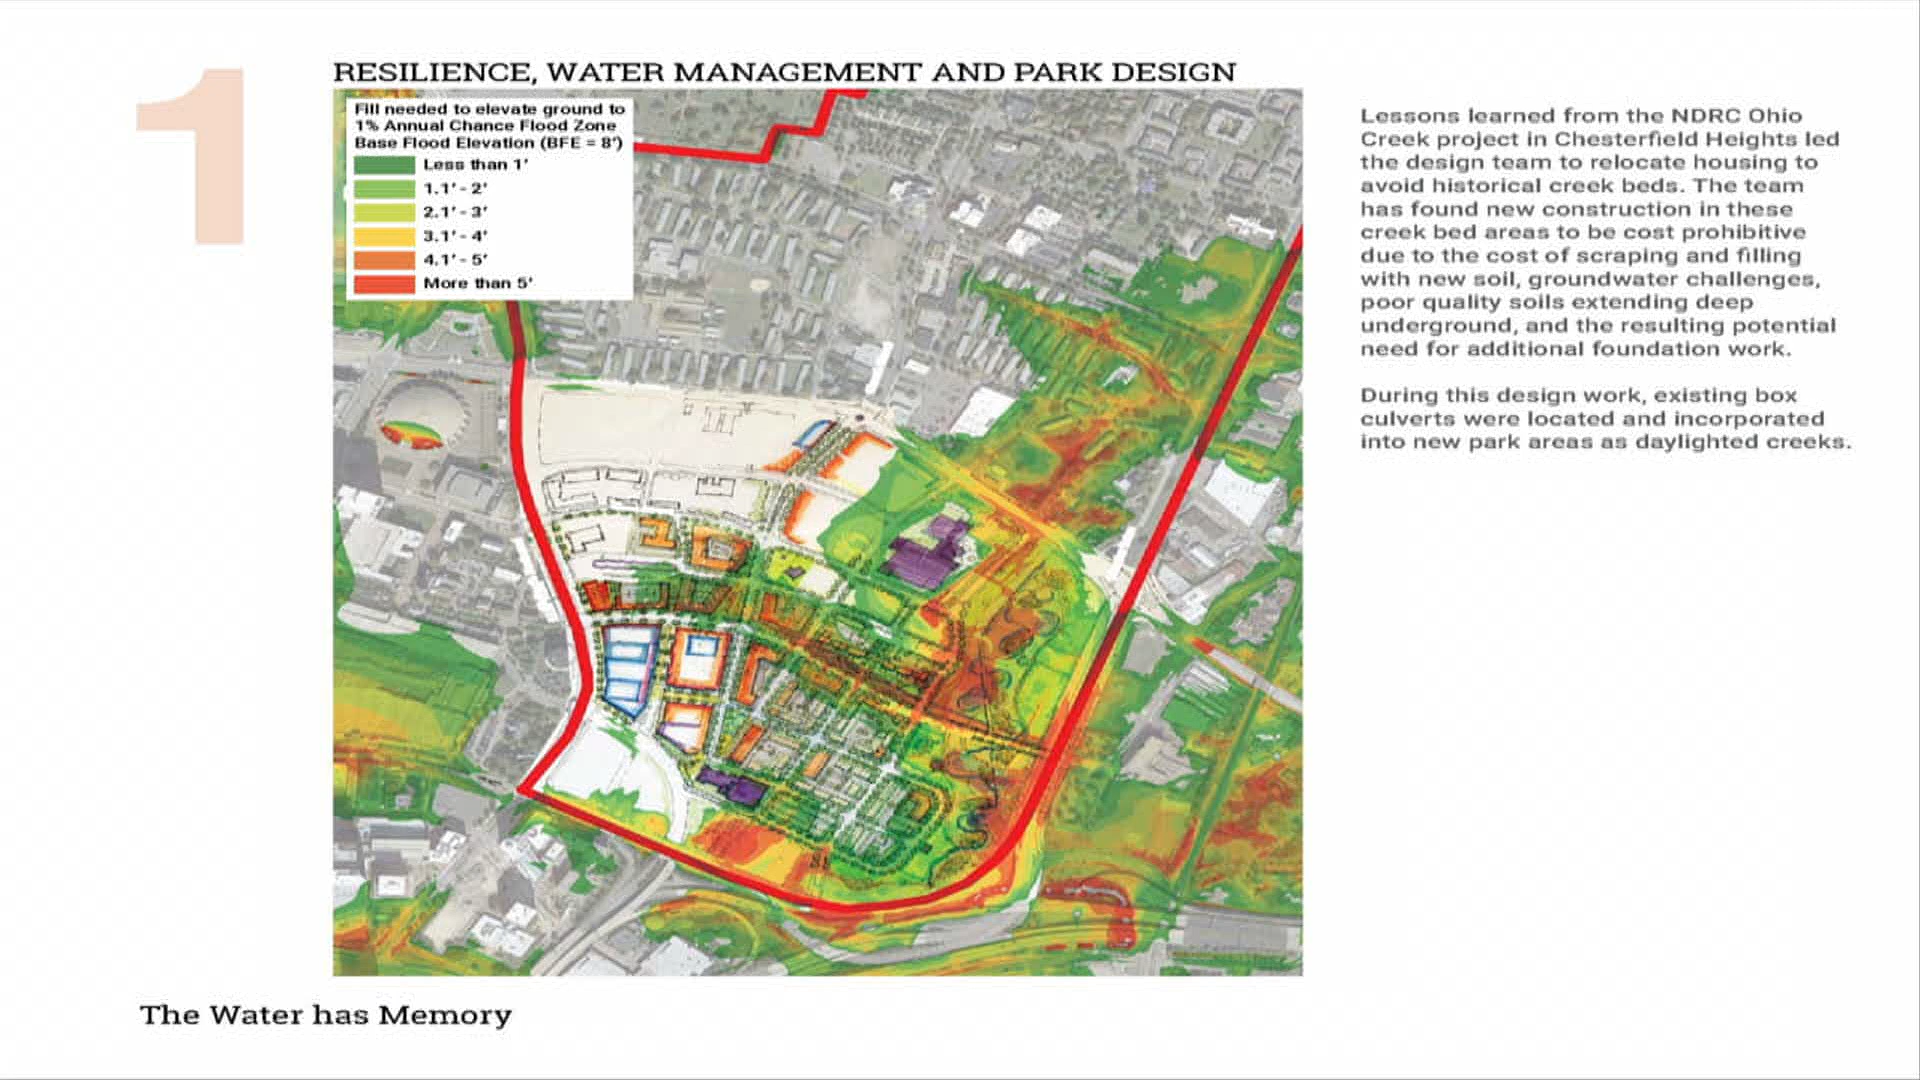 1
RESILIENCE, WATER MANAGEMENT AND PARK DESIGN
Fill needed to elevate ground to
1% Annual Chance Flood Zone
Base Flood Elevation (BFE = 8')
Less than 1'
1.1' - 2'
2.1' - 3'
3.1' - 4'
4.1' - 5'
More than 5'
Lessons learned from the NDRC Ohio
Creek project in Chesterfield Heights led
the design team to relocate housing to
avoid historical creek beds. The team
has found new construction in these
creek bed areas to be cost prohibitive
due to the cost of scraping and filling
with new soil, groundwater challenges,
poor quality soils extending deep
underground, and the resulting potential
need for additional foundation work.
During this design work, existing box
culverts were located and incorporated
into new park areas as daylighted creeks.
The Water has Memory